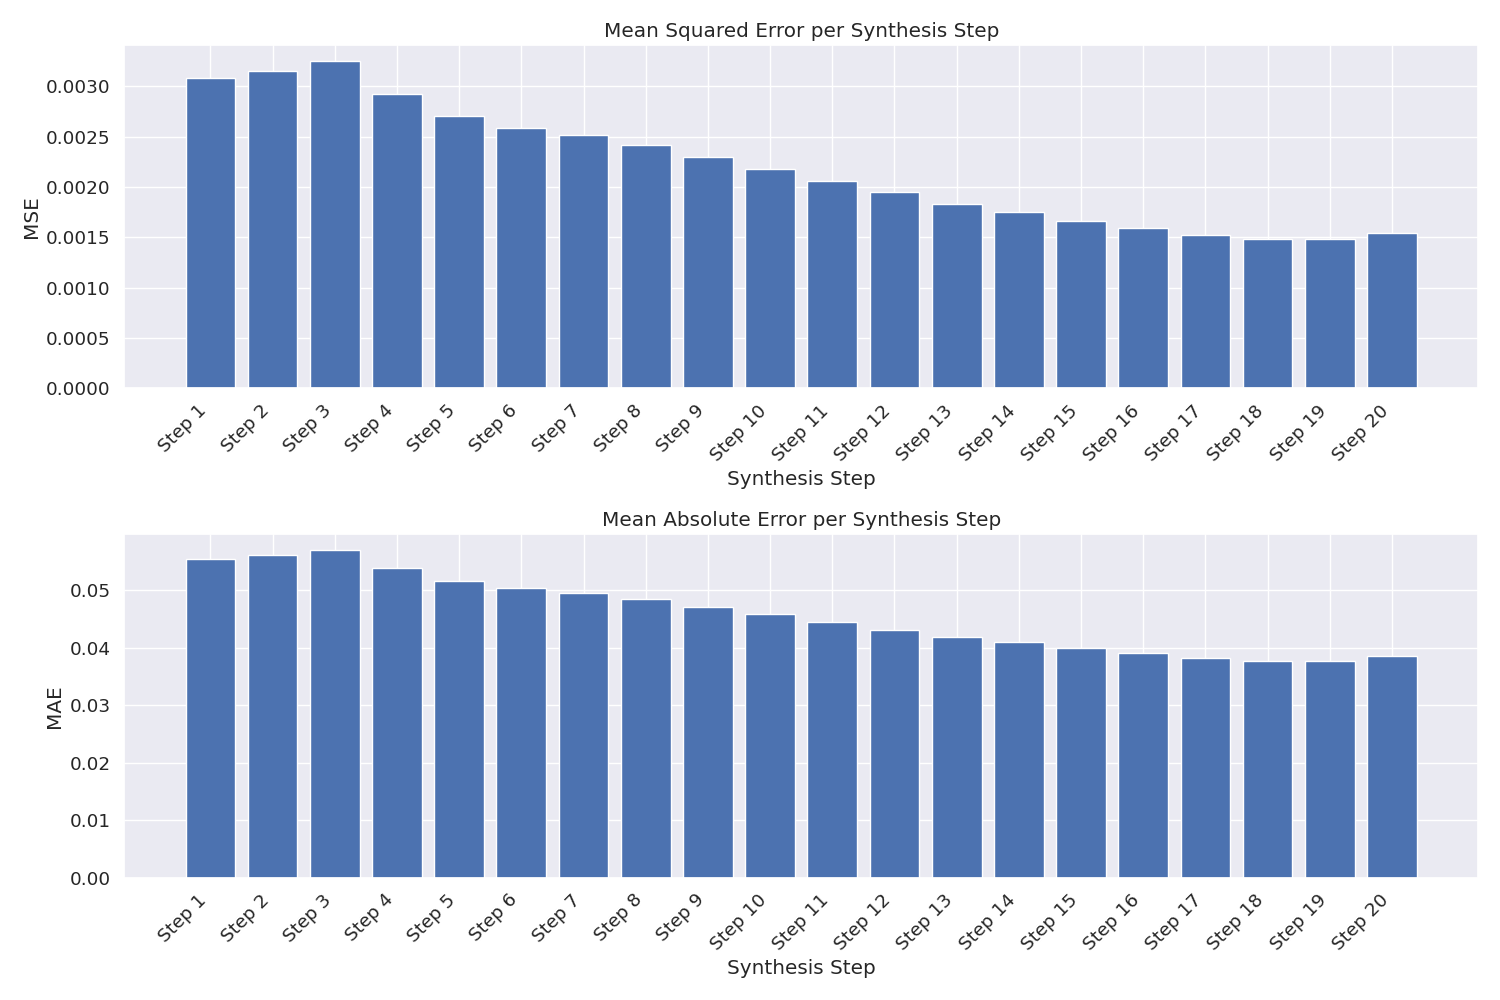 Mean Squared Error per Synthesis Step
MSE
0.0030
0.0025
0.0020
0.0015
0.0010
0.0005
0.0000
Step 1
Step 2
Step 3
Step 4
Step 5
Step 6
Step 7
Step 8
Step 9
Step 10
Step 11
Step 12
Step 13
Step 14
Step 15
Step 16
Step 17
Step 18
Step 19
Step 20
Synthesis Step
Mean Absolute Error per Synthesis Step
MAE
0.05
0.04
0.03
0.02
0.01
0.00
Step 1
Step 2
Step 3
Step 4
Step 5
Step 6
Step 7
Step 8
Step 9
Step 10
Step 11
Step 12
Step 13
Step 14
Step 15
Step 16
Step 17
Step 18
Step 19
Step 20
Synthesis Step